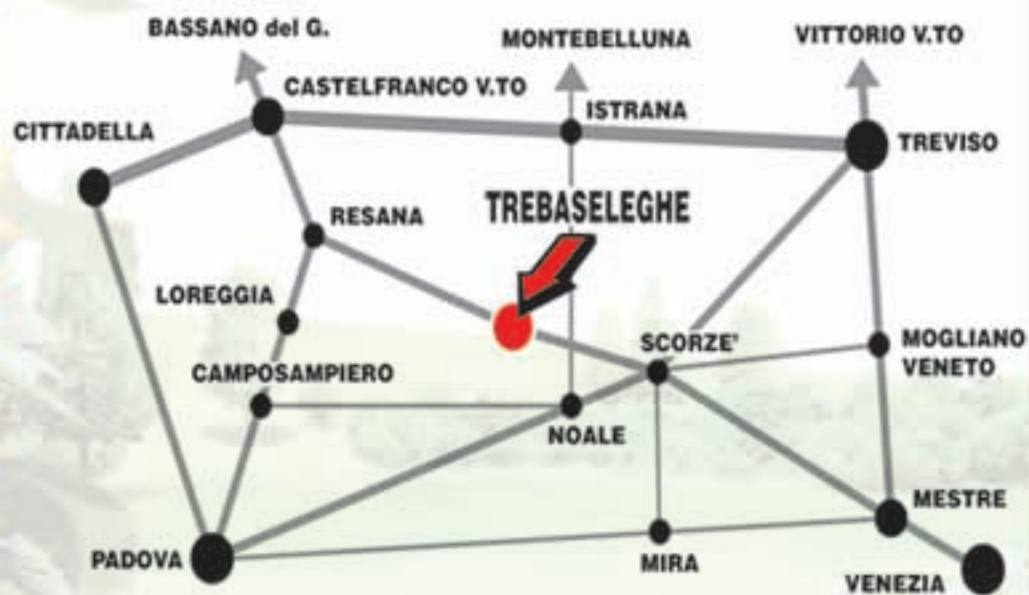 BASSANO del G.
MONTEBELLUNA
VITTORIO V.TO
CASTELFRANCO V.TO
ISTRANA
CITTADELLA
TREVISO
RESANA
TREBASELEGHE
LOREGGIA
SCORZE'
MOGLIANO
VENETO
CAMPOSAMPIERO
NOALE
MESTRE
PADOVA
MIRA
VENEZIA